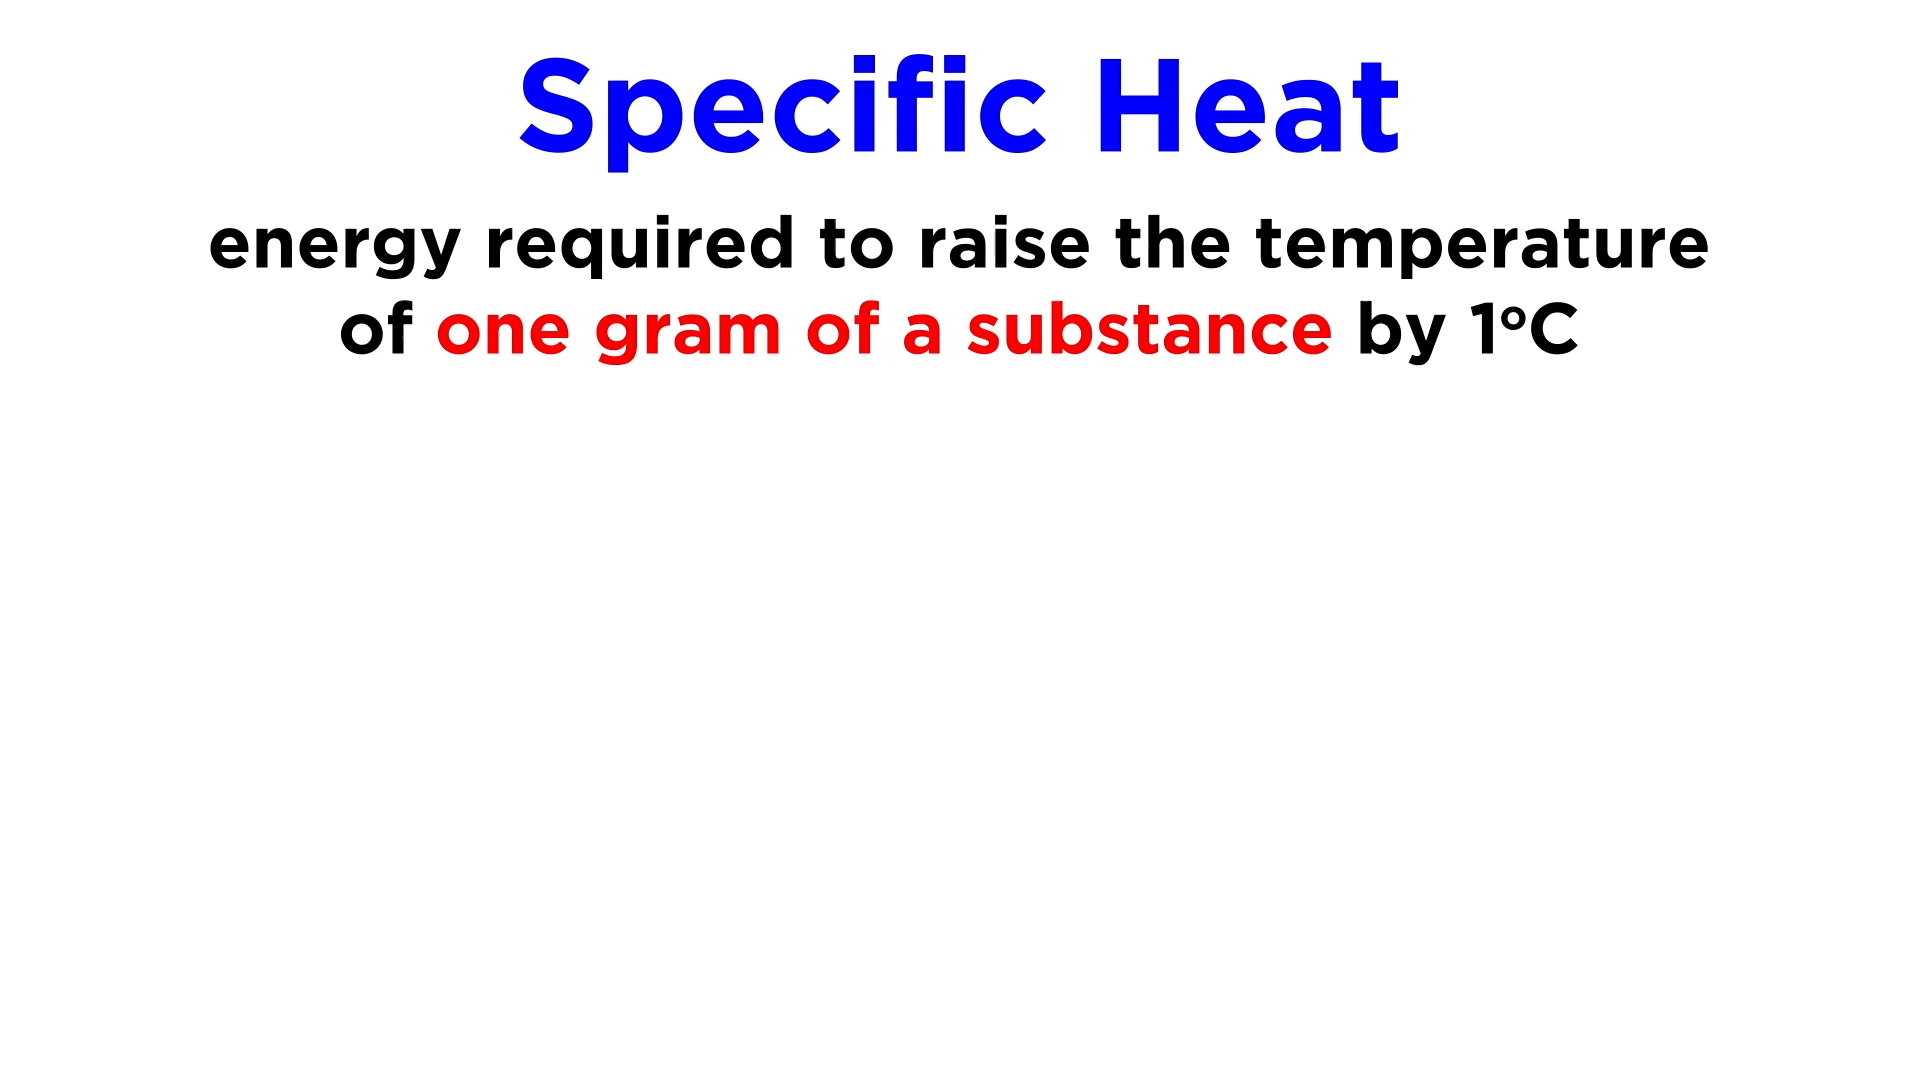 Specific Heat
energy required to raise the temperature
of one gram of a substance by 1°C